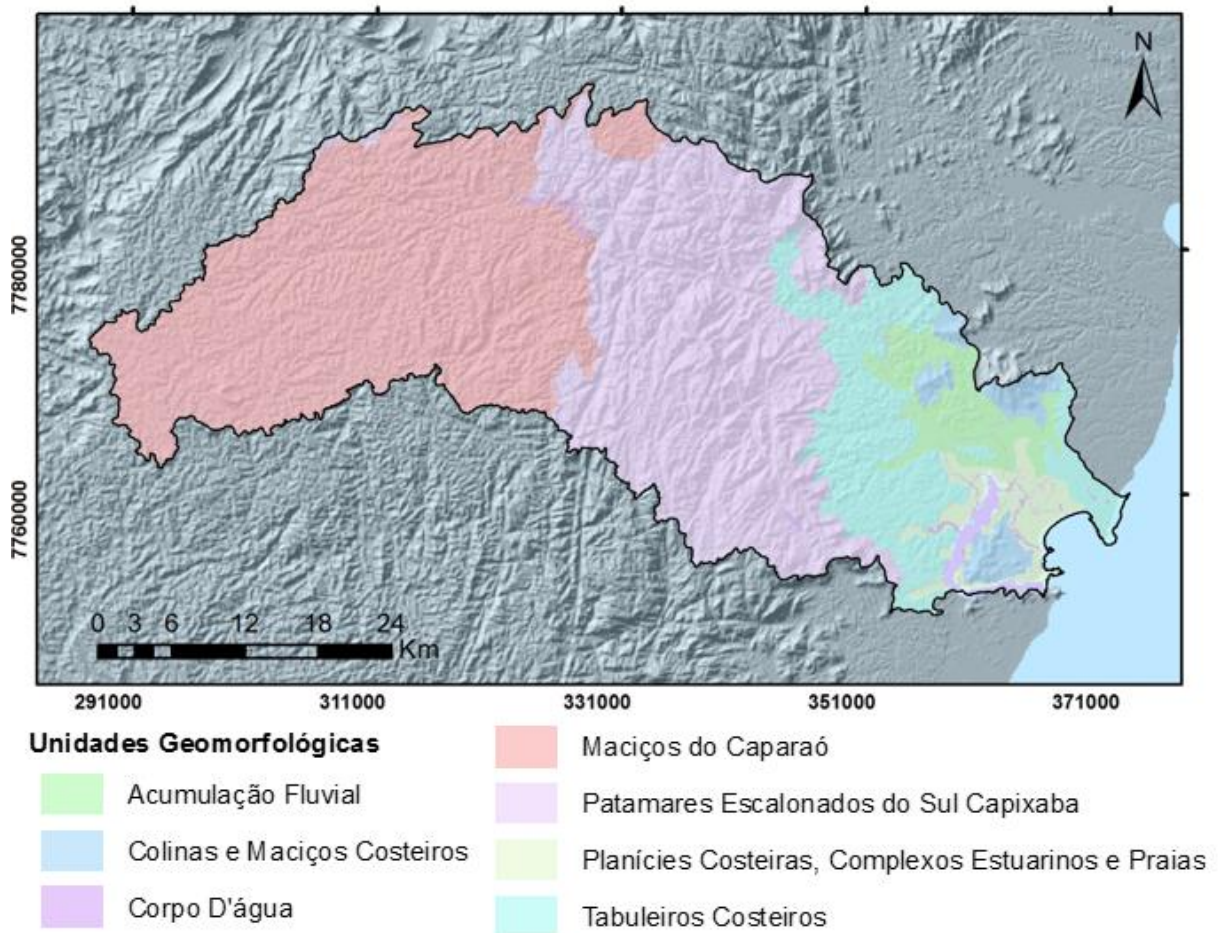 N
7780000
7760000
0 3 6 12 18 24
Km
291000 311000 331000 351000 371000
Unidades Geomorfológicas
Acumulação Fluvial
Colinas e Maciços Costeiros
Corpo D'água
Maciços do Caparaó
Patamares Escalonados do Sul Capixaba
Planícies Costeiras, Complexos Estuarinos e Praias
Tabuleiros Costeiros